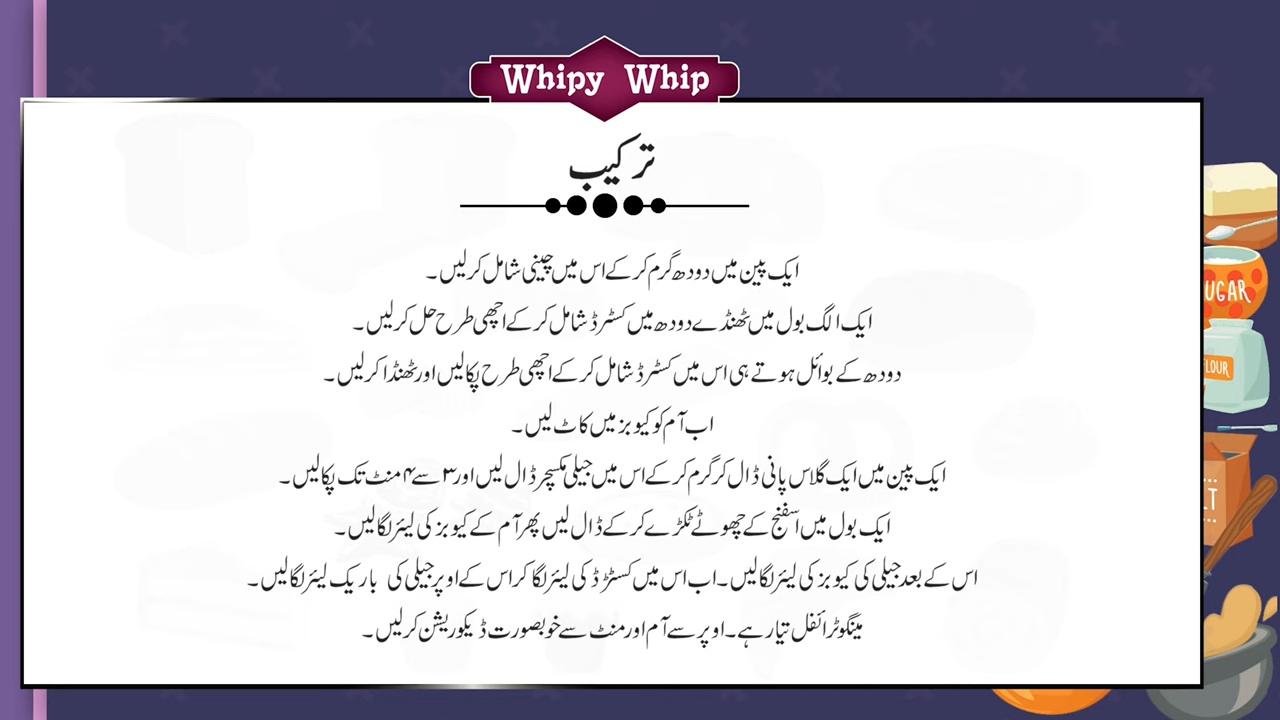 Whipy Whip
ترکیب
ایک پین میں دودھ گرم کر کے اس میں چینی شامل کر لیں۔
ایک الگ بول میں ٹھنڈے دودھ میں کسٹرڈ شامل کر کے اچھی طرح حل کر لیں۔
دودھ کے بوائل ہوتے ہی اس میں کسٹرڈ شامل کر کے اچھی طرح پکا لیں اور ٹھنڈا کر لیں۔
اب آم کو کیوبز میں کاٹ لیں۔
ایک پین میں ایک گلاس پانی ڈال کر گرم کر کے اس میں جیلی مکسچر ڈال لیں اور ۳ سے ۴ منٹ تک پکا لیں۔
ایک بول میں اسفنج کے چھوٹے ٹکڑے کر کے ڈال لیں پھر آم کے کیوبز کی لیئر لگا لیں۔
اس کے بعد جیلی کی کیوبز کی لیئر لگا لیں۔ اب اس میں کسٹرڈ کی لیئر لگا کر اس کے اوپر جیلی کی باریک لیئر لگا لیں۔
مینگو ٹرائفل تیار ہے۔ اوپر سے آم اور منٹ سے خوبصورت ڈیکوریشن کر لیں۔
UGAR
LOUR
LT